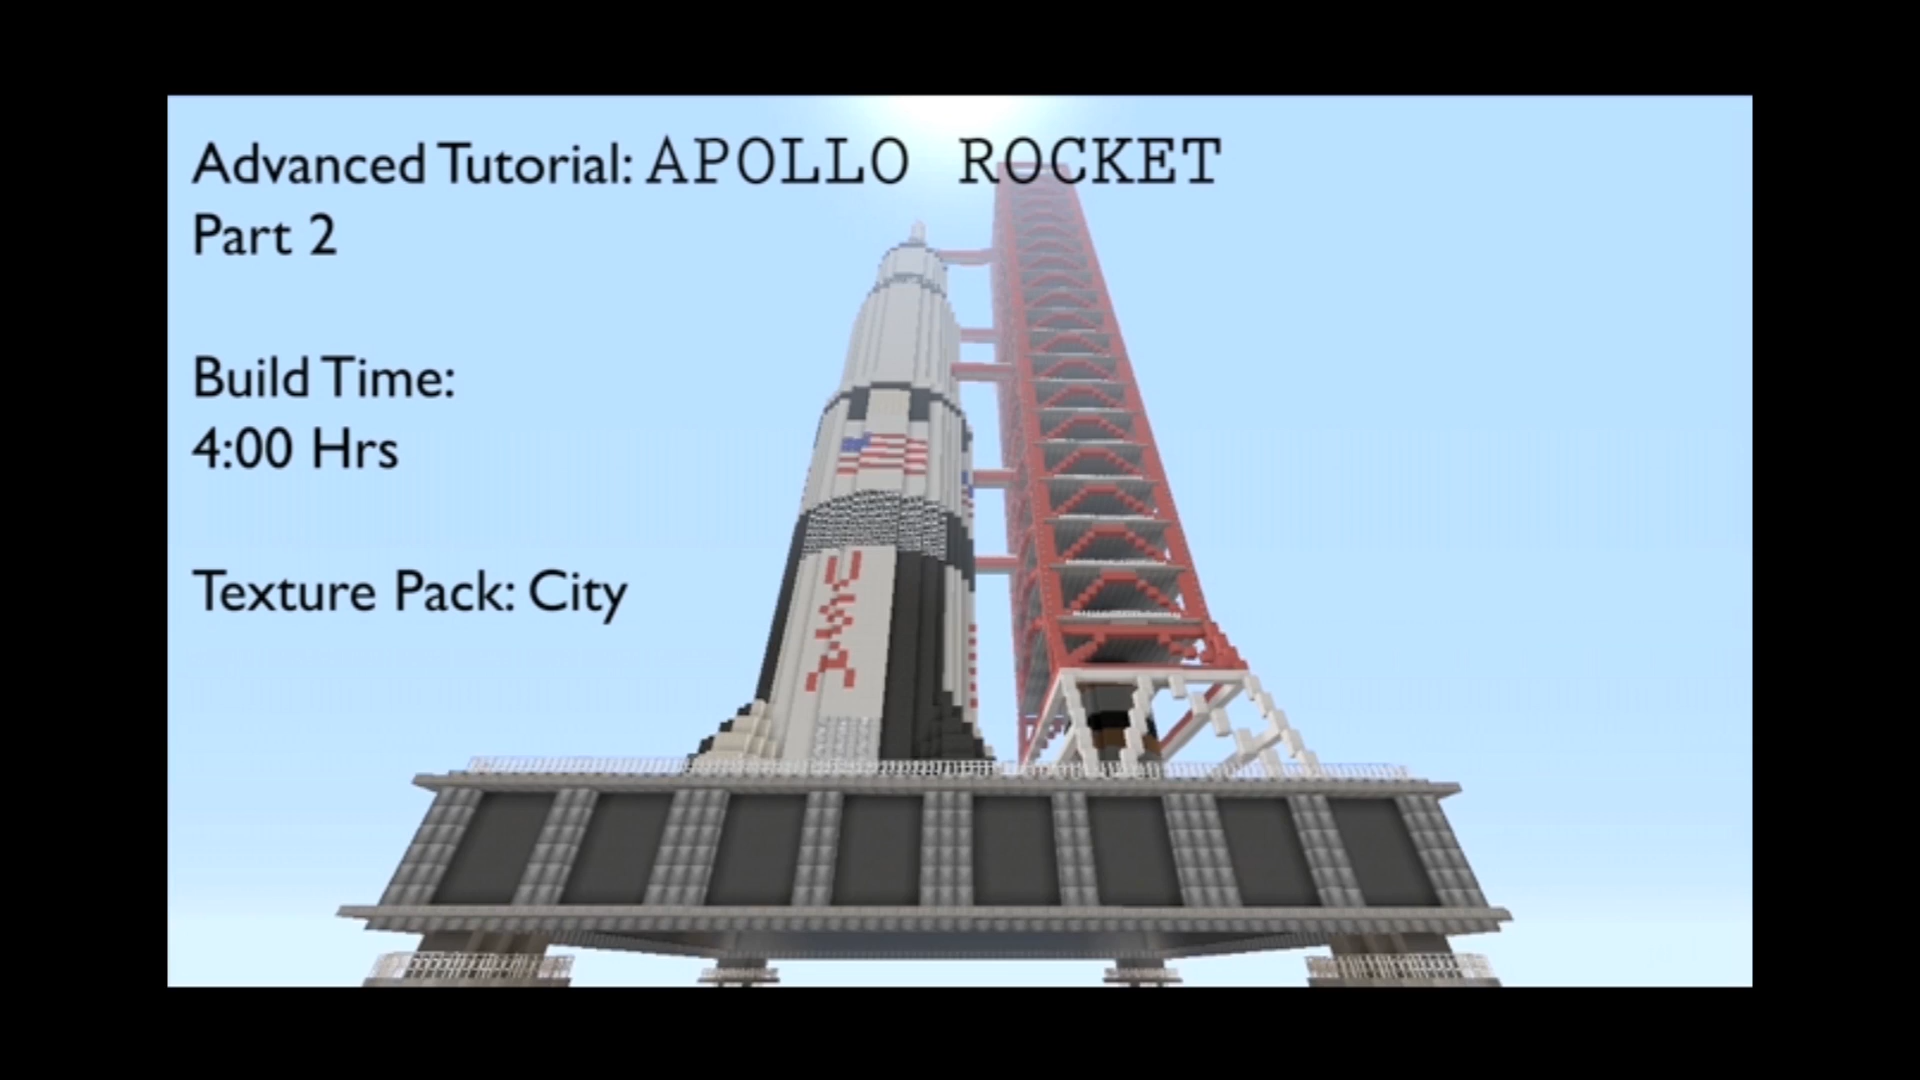 Advanced Tutorial: APOLLO ROCKET
Part 2
Build Time:
4:00 Hrs
Texture Pack: City
USA